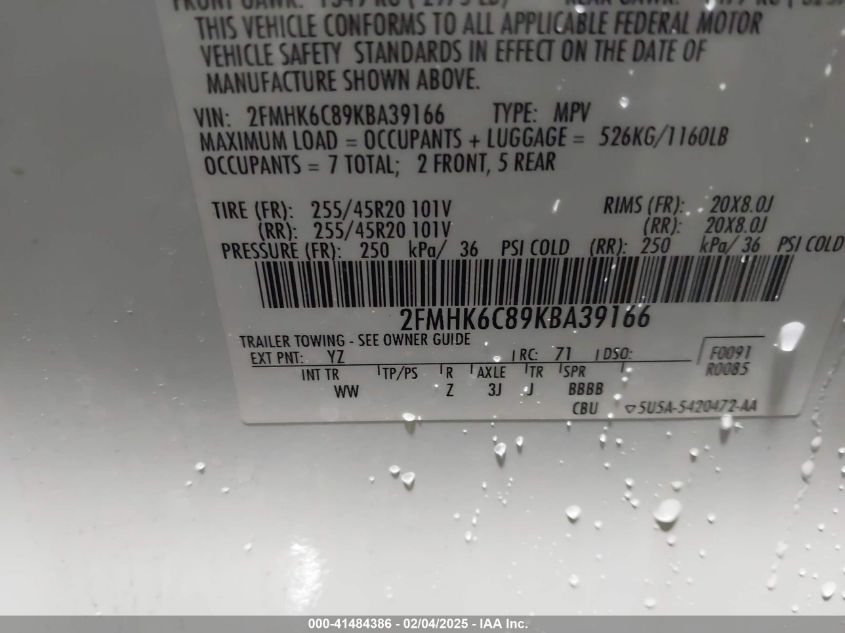 THIS VEHICLE CONFORMS TO ALL APPLICABLE FEDERAL MOTOR
VEHICLE SAFETY STANDARDS IN EFFECT ON THE DATE OF
MANUFACTURE SHOWN ABOVE.
VIN: 2FMHK6C89KBA39166 TYPE: MPV
MAXIMUM LOAD = OCCUPANTS + LUGGAGE = 526KG/1160LB
OCCUPANTS = 7 TOTAL; 2 FRONT, 5 REAR
TIRE (FR): 255/45R20 101V RIMS (FR): 20X8.0J
(RR): 255/45R20 101V (RR): 20X8.0J
PRESSURE (FR): 250 kPa/ 36 PSI COLD (RR): 250 kPa/ 36 PSI COLD
2FMHK6C89KBA39166
TRAILER TOWING - SEE OWNER GUIDE
EXT PNT: YZ RC: 71 DSO: F0091
R0085
INT TR TP/PS R AXLE TR SPR
WW Z 3J J BBBB
CBU 5U5A-5420472-AA
000-41484386 - 02/04/2025 - IAA Inc.